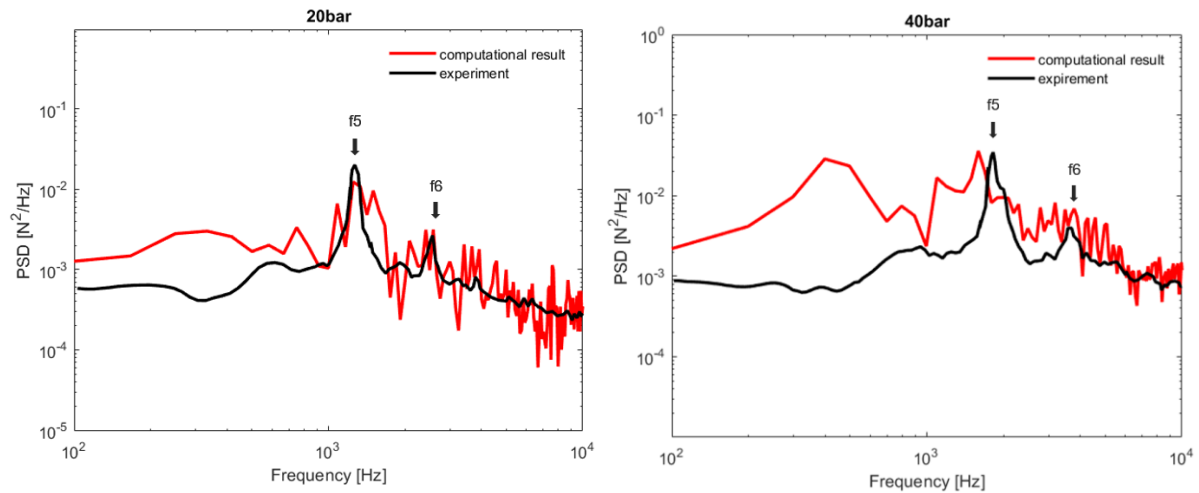 20bar
computational result
experiment
f5
f6
PSD [N^2/Hz]
10^-1
10^-2
10^-3
10^-4
10^-5
10^2
10^3
10^4
Frequency [Hz]
40bar
computational result
expirement
f5
f6
PSD [N^2/Hz]
10^0
10^-1
10^-2
10^-3
10^-4
10^2
10^3
10^4
Frequency [Hz]